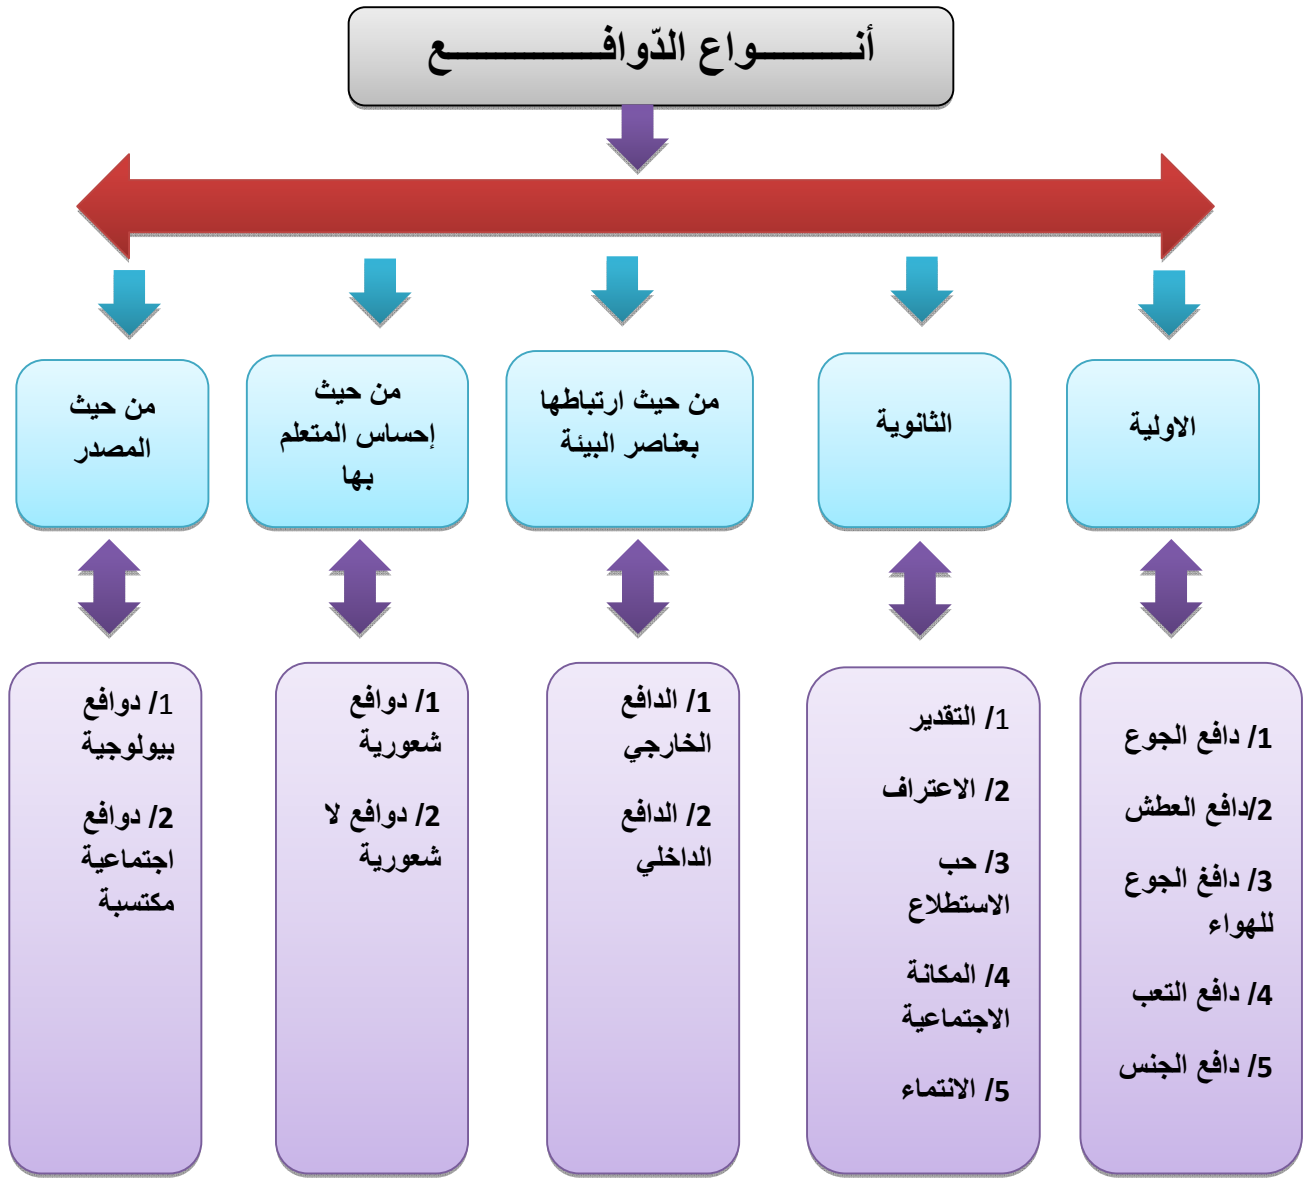 أنـــــــــواع الدّوافــــــــــــــع
الاولية
الثانوية
من حيث ارتباطها
بعناصر البيئة
من حيث
إحساس المتعلم
بها
من حيث
المصدر
1/ دافع الجوع
2/دافع العطش
3/ دافغ الجوع
للهواء
4/ دافع التعب
5/ دافع الجنس
1/ التقدير
2/ الاعتراف
3/ حب
الاستطلاع
4/ المكانة
الاجتماعية
5/ الانتماء
1/ الدافع
الخارجي
2/ الدافع
الداخلي
1/ دوافع
شعورية
2/ دوافع لا
شعورية
1/ دوافع
بيولوجية
2/ دوافع
اجتماعية
مكتسبة